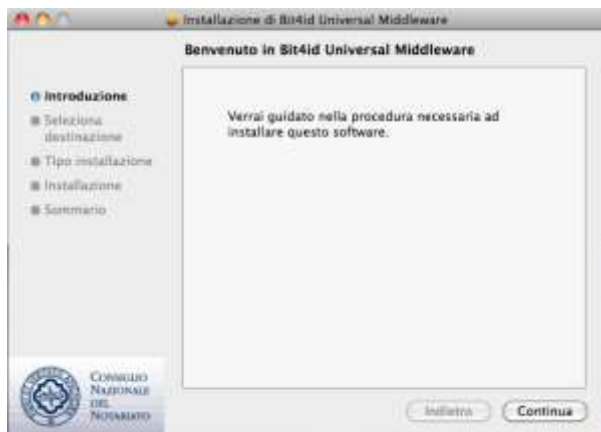 Installazione di Bit4id Universal Middleware
Benvenuto in Bit4id Universal Middleware
Introduzione
Seleziona
destinazione
Tipo installazione
Installazione
Sommario
Verrai guidato nella procedura necessaria ad
installare questo software.
Consiglio
Nazionale
del
Notariato
Indietro
Continua